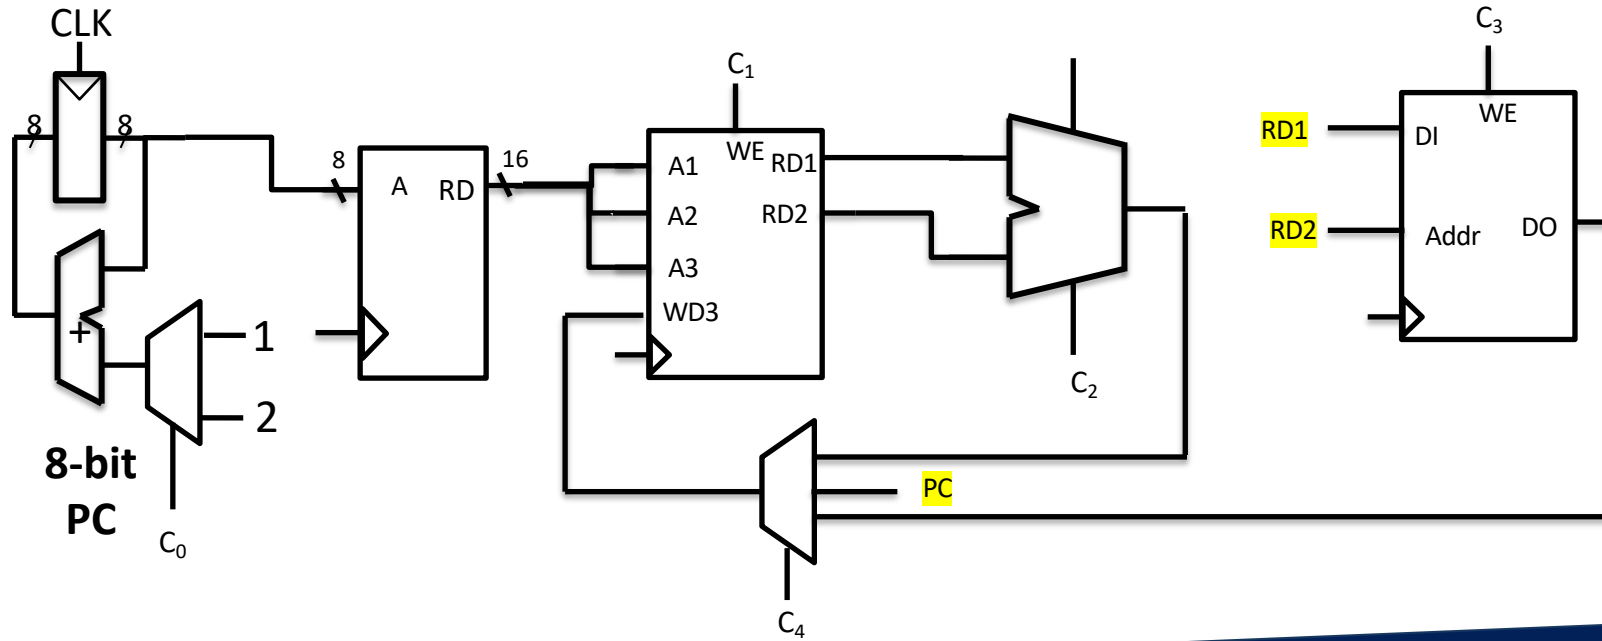 CLK
8
8
+
1
2
8-bit
PC
C₀
8
A
RD
16
C₁
WE
A1
RD1
A2
RD2
A3
WD3
C₂
PC
C₄
C₃
WE
RD1
DI
RD2
Addr
DO